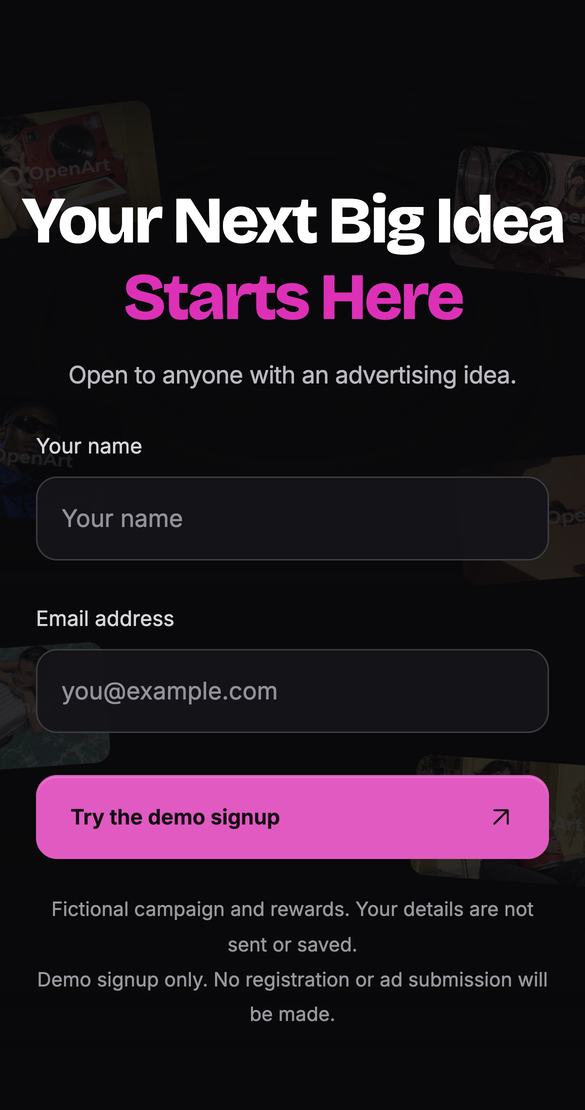 OpenArt
Your Next Big Idea
Starts Here
Open to anyone with an advertising idea.
Your name
OpenArt
Your name
Email address
you@example.com
Try the demo signup
Fictional campaign and rewards. Your details are not
sent or saved.
Demo signup only. No registration or ad submission will
be made.